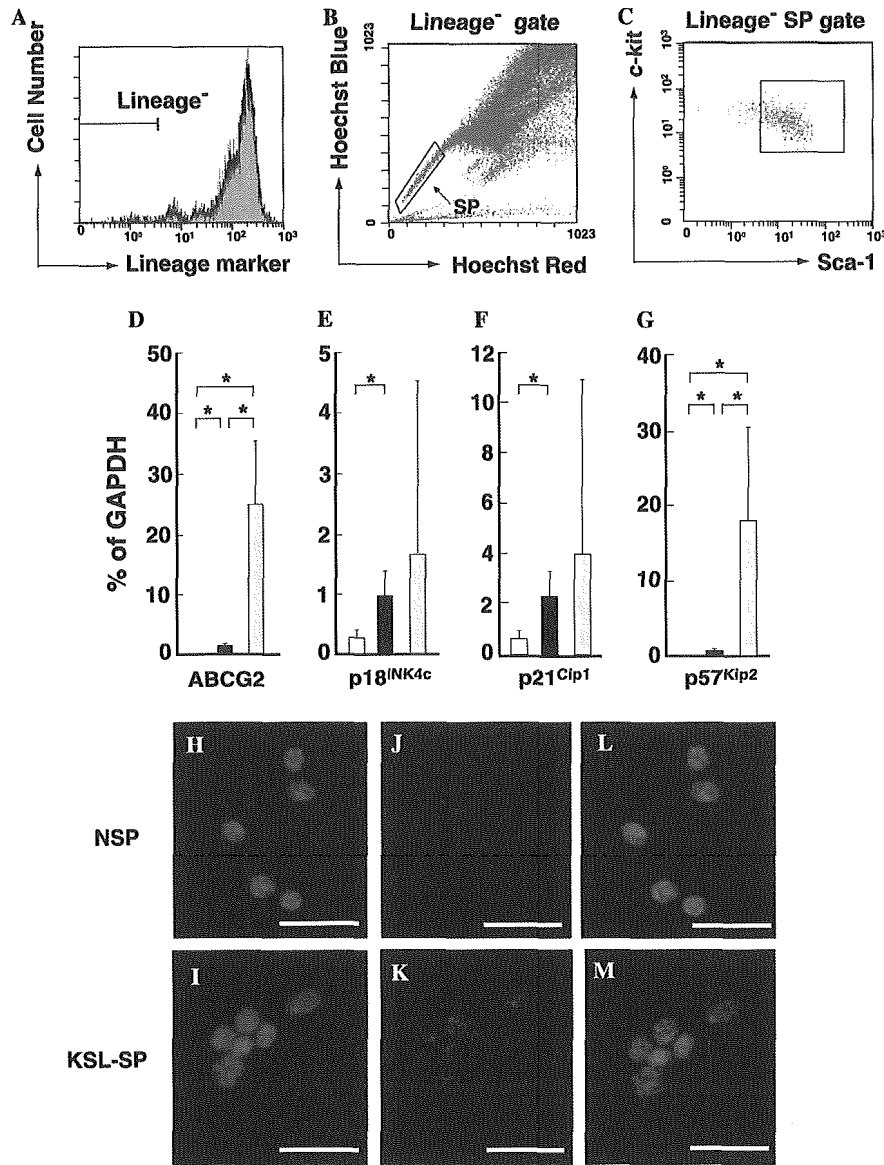 A
B
C
Lineage⁻ gate
Lineage⁻ SP gate
Cell Number
Lineage⁻
0
10⁰
10¹
10²
10³
Lineage marker
Hoechst Blue
1023
0
SP
0
1023
Hoechst Red
c-kit
10³
10²
10¹
10⁰
0
0
10⁰
10¹
10²
10³
Sca-1
D
E
F
G
% of GAPDH
50
40
30
20
10
0
*
*
*
ABCG2
5
4
3
2
1
0
*
p18INK4c
12
10
8
6
4
2
0
*
p21Cip1
40
30
20
10
0
*
*
*
p57Kip2
NSP
H
J
L
KSL-SP
I
K
M